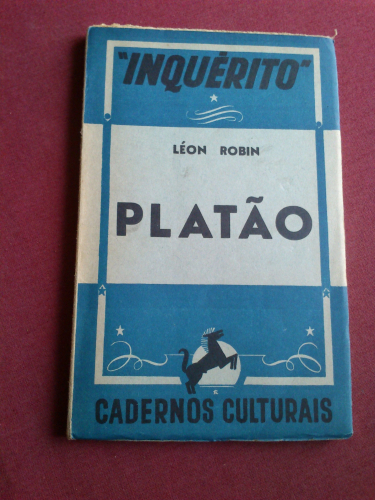 "INQUÉRITO"
LÉON ROBIN
PLATÃO
CADERNOS CULTURAIS